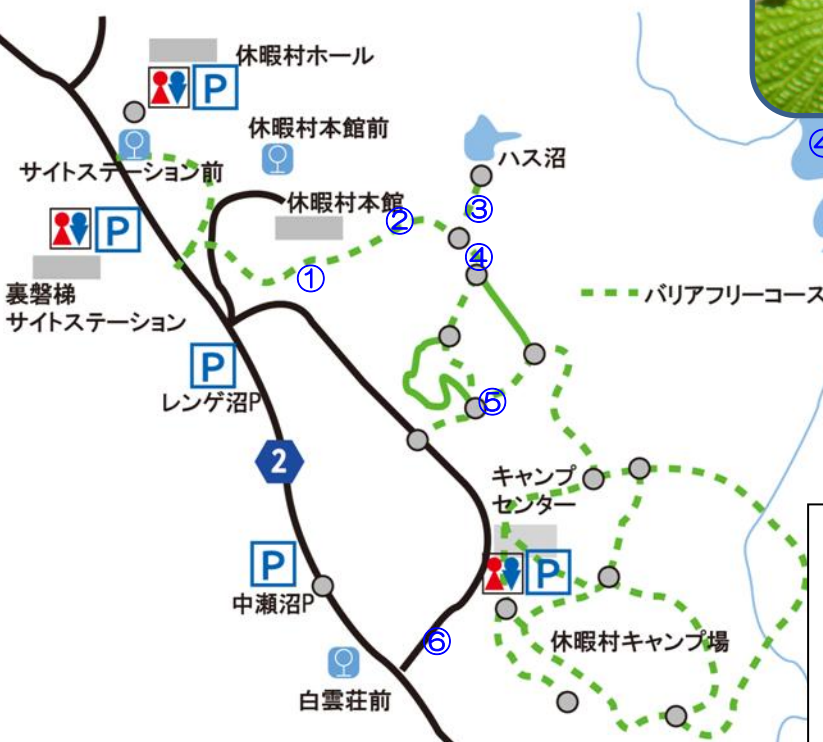 休暇村ホール
P
休暇村本館前
サイトステーション前
ハス沼
④
休暇村本館
②
③
P
④
裏磐梯
サイトステーション
①
バリアフリーコース
P
レンゲ沼P
⑤
2
キャンプ
センター
P
P
中瀬沼P
⑥
休暇村キャンプ場
白雲荘前